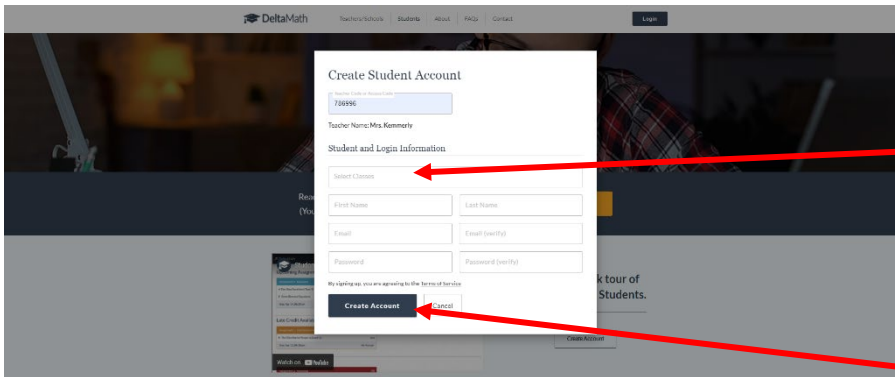 DeltaMath Teachers/Schools Students About FAQs Contact Login
Create Student Account
Teacher Code or Access Code
786996
Teacher Name: Mrs. Kemmerly
Student and Login Information
Select Classes
First Name Last Name
Email Email (verify)
Password Password (verify)
By signing up, you are agreeing to the Terms of Service
Create Account Cancel
Rea
(You
k tour of
Students.
Create Account
Watch on YouTube